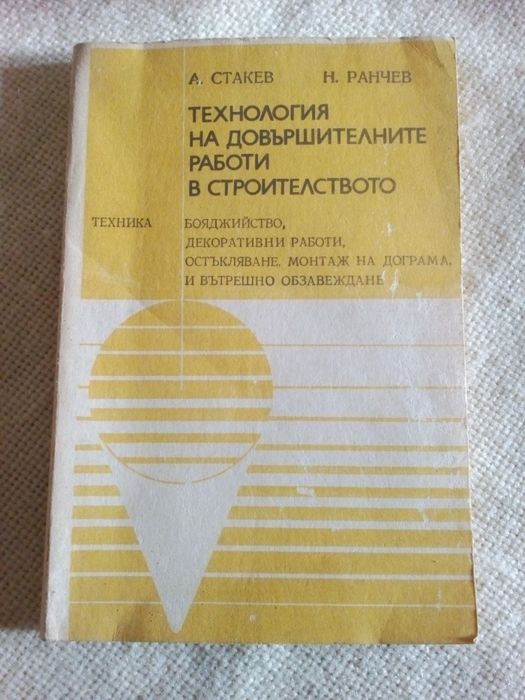 А. СТАКЕВ Н. РАНЧЕВ
ТЕХНОЛОГИЯ
НА ДОВЪРШИТЕЛНИТЕ
РАБОТИ
В СТРОИТЕЛСТВОТО
ТЕХНИКА БОЯДЖИЙСТВО,
ДЕКОРАТИВНИ РАБОТИ,
ОСТЪКЛЯВАНЕ, МОНТАЖ НА ДОГРАМА,
И ВЪТРЕШНО ОБЗАВЕЖДАНЕ